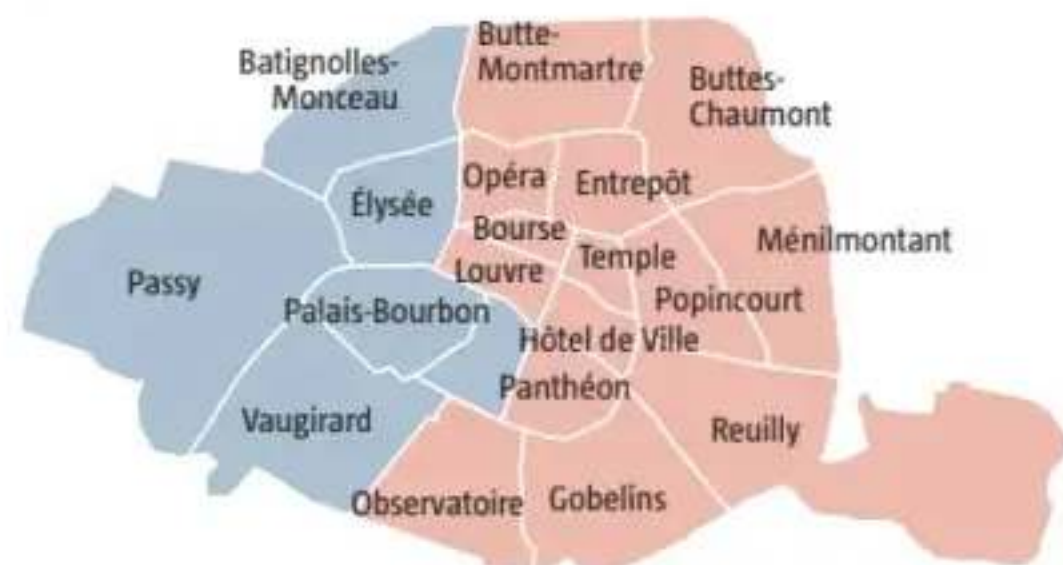 Batignolles-
Monceau
Butte-
Montmartre
Buttes-
Chaumont
Élysée
Opéra
Entrepôt
Bourse
Ménilmontant
Passy
Louvre
Temple
Palais-Bourbon
Popincourt
Hôtel de Ville
Panthéon
Vaugirard
Reuilly
Observatoire
Gobelins